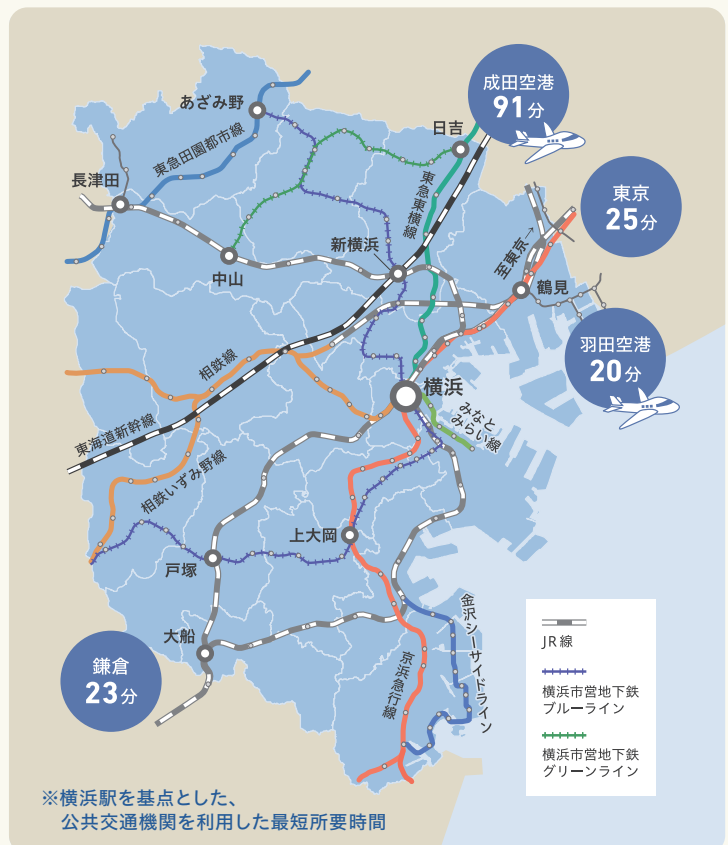 成田空港
91分
あざみ野
日吉
東急田園都市線
長津田
東京
25分
東急東横線
新横浜
至東京→
中山
鶴見
羽田空港
20分
相鉄線
横浜
みなと
みらい線
東海道新幹線
相鉄いずみ野線
上大岡
戸塚
金沢シーサイドライン
大船
京浜急行線
鎌倉
23分
JR線
横浜市営地下鉄
ブルーライン
横浜市営地下鉄
グリーンライン
※横浜駅を基点とした、
公共交通機関を利用した最短所要時間